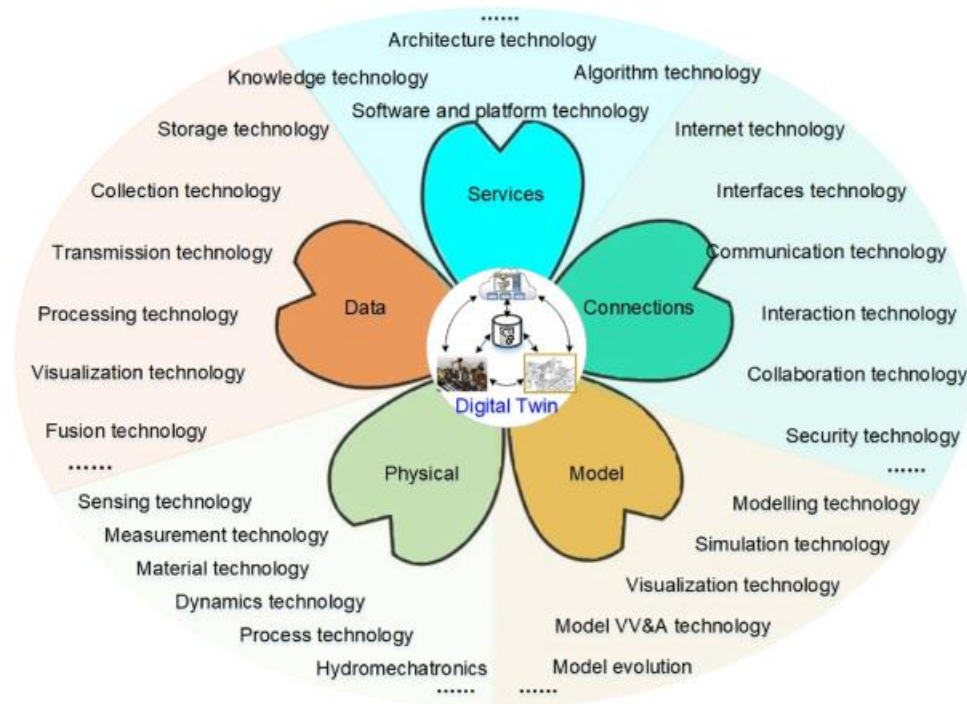 ......
Architecture technology
Knowledge technology
Algorithm technology
Software and platform technology
Services
Storage technology
Collection technology
Transmission technology
Processing technology
Visualization technology
Fusion technology
......
Data
Internet technology
Interfaces technology
Communication technology
Interaction technology
Collaboration technology
Security technology
......
Connections
Digital Twin
Physical
Sensing technology
Measurement technology
Material technology
Dynamics technology
Process technology
Hydromechatronics
......
Model
Modelling technology
Simulation technology
Visualization technology
Model VV&A technology
Model evolution
......